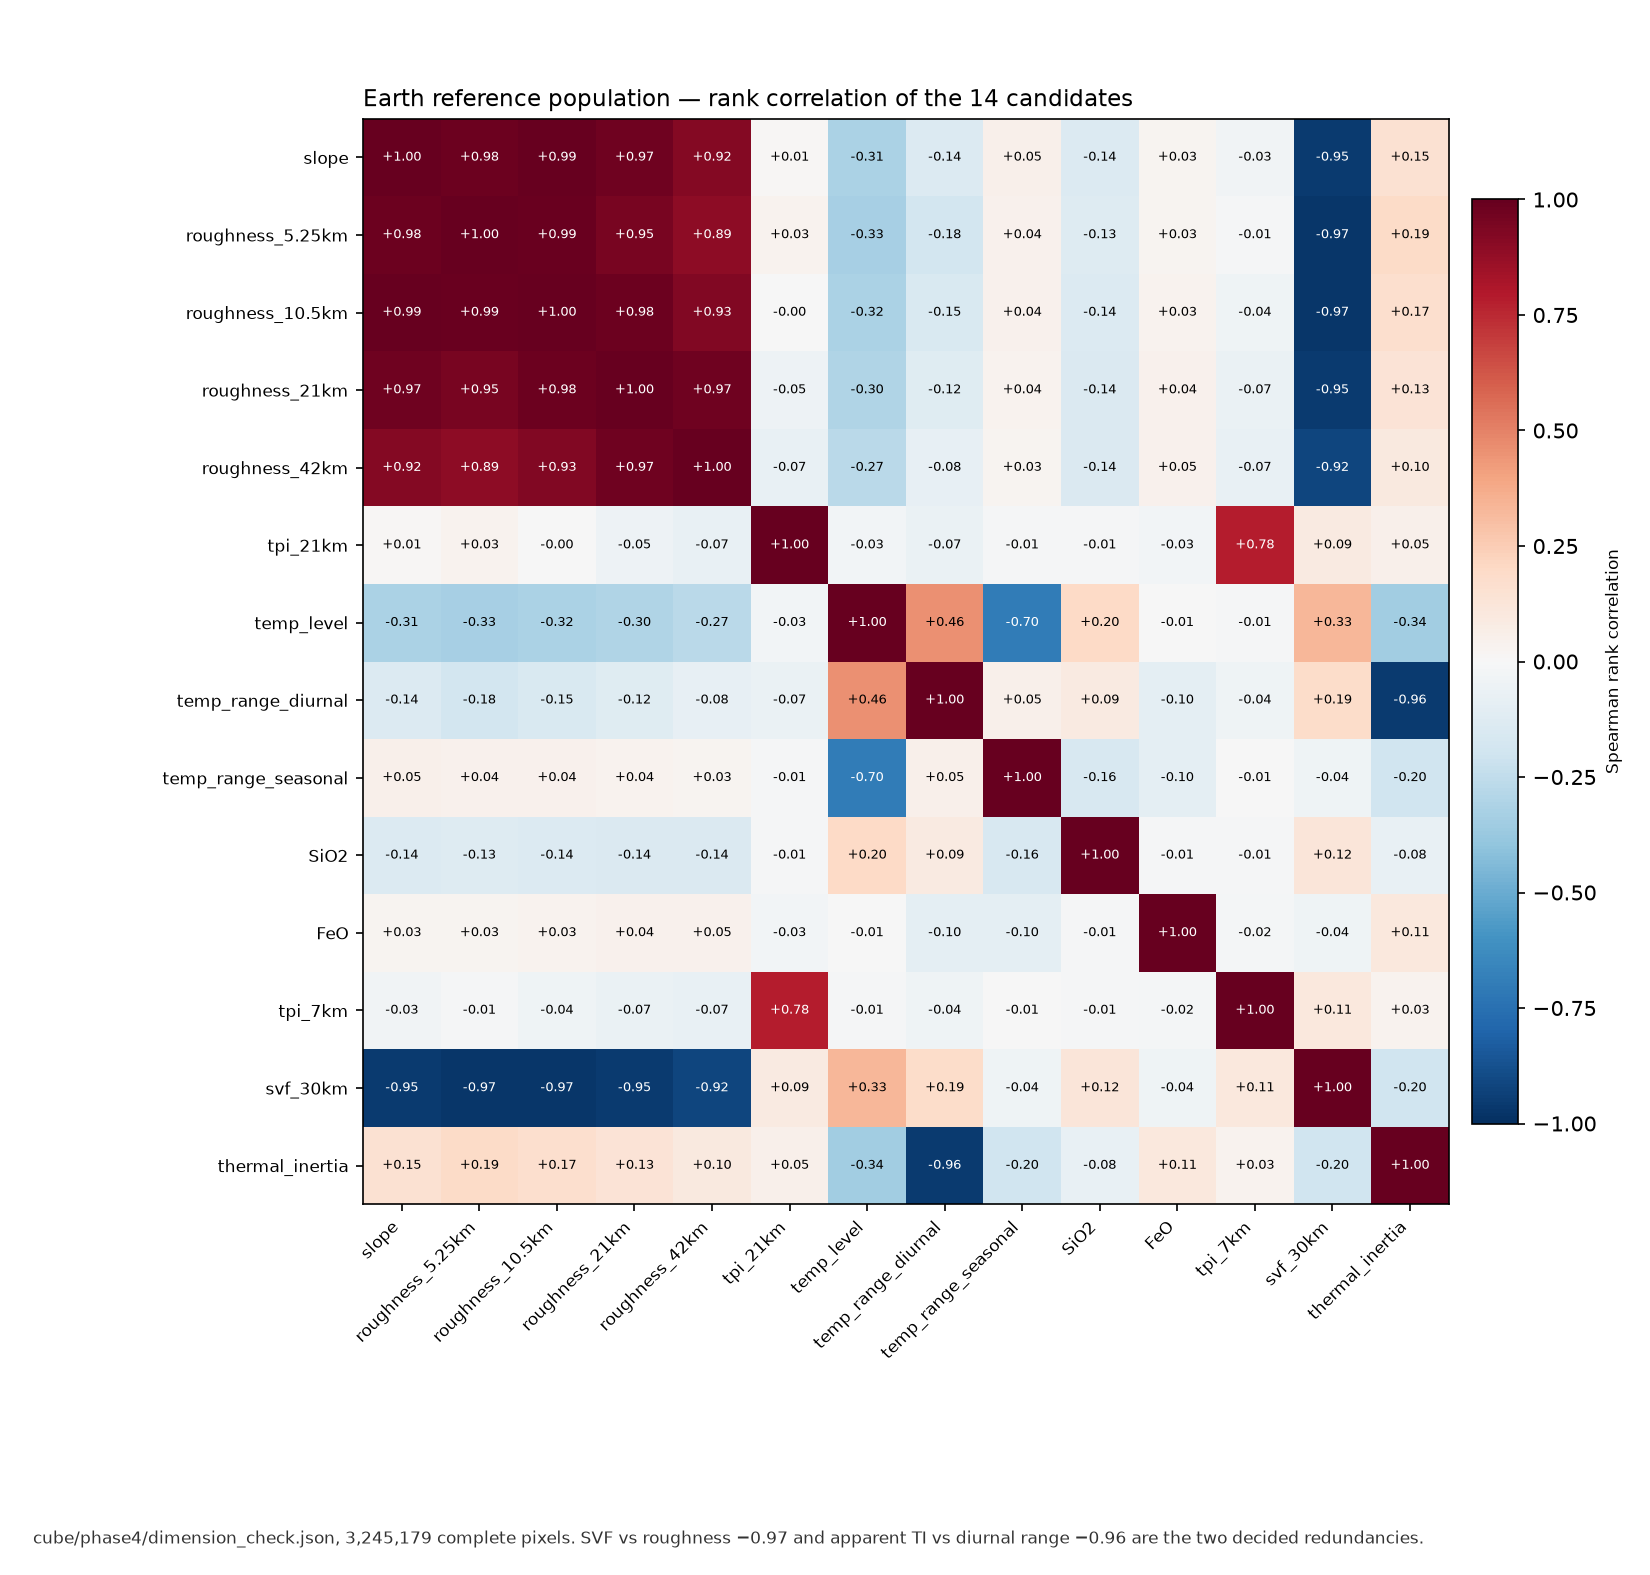 Earth reference population — rank correlation of the 14 candidates
slope +1.00 +0.98 +0.99 +0.97 +0.92 +0.01 -0.31 -0.14 +0.05 -0.14 +0.03 -0.03 -0.95 +0.15
roughness_5.25km +0.98 +1.00 +0.99 +0.95 +0.89 +0.03 -0.33 -0.18 +0.04 -0.13 +0.03 -0.01 -0.97 +0.19
roughness_10.5km +0.99 +0.99 +1.00 +0.98 +0.93 -0.00 -0.32 -0.15 +0.04 -0.14 +0.03 -0.04 -0.97 +0.17
roughness_21km +0.97 +0.95 +0.98 +1.00 +0.97 -0.05 -0.30 -0.12 +0.04 -0.14 +0.04 -0.07 -0.95 +0.13
roughness_42km +0.92 +0.89 +0.93 +0.97 +1.00 -0.07 -0.27 -0.08 +0.03 -0.14 +0.05 -0.07 -0.92 +0.10
tpi_21km +0.01 +0.03 -0.00 -0.05 -0.07 +1.00 -0.03 -0.07 -0.01 -0.01 -0.03 +0.78 +0.09 +0.05
temp_level -0.31 -0.33 -0.32 -0.30 -0.27 -0.03 +1.00 +0.46 -0.70 +0.20 -0.01 -0.01 +0.33 -0.34
temp_range_diurnal -0.14 -0.18 -0.15 -0.12 -0.08 -0.07 +0.46 +1.00 +0.05 +0.09 -0.10 -0.04 +0.19 -0.96
temp_range_seasonal +0.05 +0.04 +0.04 +0.04 +0.03 -0.01 -0.70 +0.05 +1.00 -0.16 -0.10 -0.01 -0.04 -0.20
SiO2 -0.14 -0.13 -0.14 -0.14 -0.14 -0.01 +0.20 +0.09 -0.16 +1.00 -0.01 -0.01 +0.12 -0.08
FeO +0.03 +0.03 +0.03 +0.04 +0.05 -0.03 -0.01 -0.10 -0.10 -0.01 +1.00 -0.02 -0.04 +0.11
tpi_7km -0.03 -0.01 -0.04 -0.07 -0.07 +0.78 -0.01 -0.04 -0.01 -0.01 -0.02 +1.00 +0.11 +0.03
svf_30km -0.95 -0.97 -0.97 -0.95 -0.92 +0.09 +0.33 +0.19 -0.04 +0.12 -0.04 +0.11 +1.00 -0.20
thermal_inertia +0.15 +0.19 +0.17 +0.13 +0.10 +0.05 -0.34 -0.96 -0.20 -0.08 +0.11 +0.03 -0.20 +1.00
slope
roughness_5.25km
roughness_10.5km
roughness_21km
roughness_42km
tpi_21km
temp_level
temp_range_diurnal
temp_range_seasonal
SiO2
FeO
tpi_7km
svf_30km
thermal_inertia
1.00
0.75
0.50
0.25
0.00
−0.25
−0.50
−0.75
−1.00
Spearman rank correlation
cube/phase4/dimension_check.json, 3,245,179 complete pixels. SVF vs roughness −0.97 and apparent TI vs diurnal range −0.96 are the two decided redundancies.